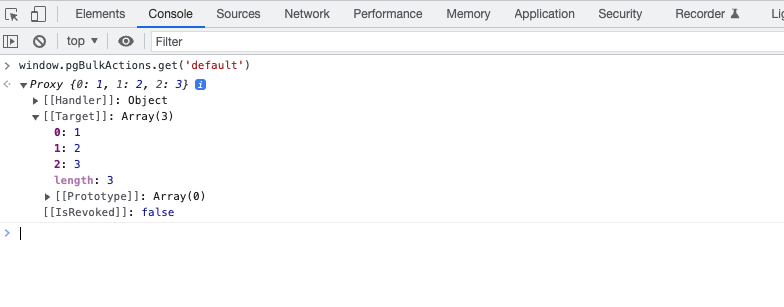 Elements Console Sources Network Performance Memory Application Security Recorder Lig
top Filter
window.pgBulkActions.get('default')
Proxy {0: 1, 1: 2, 2: 3} i
[[Handler]]: Object
[[Target]]: Array(3)
0: 1
1: 2
2: 3
length: 3
[[Prototype]]: Array(0)
[[IsRevoked]]: false